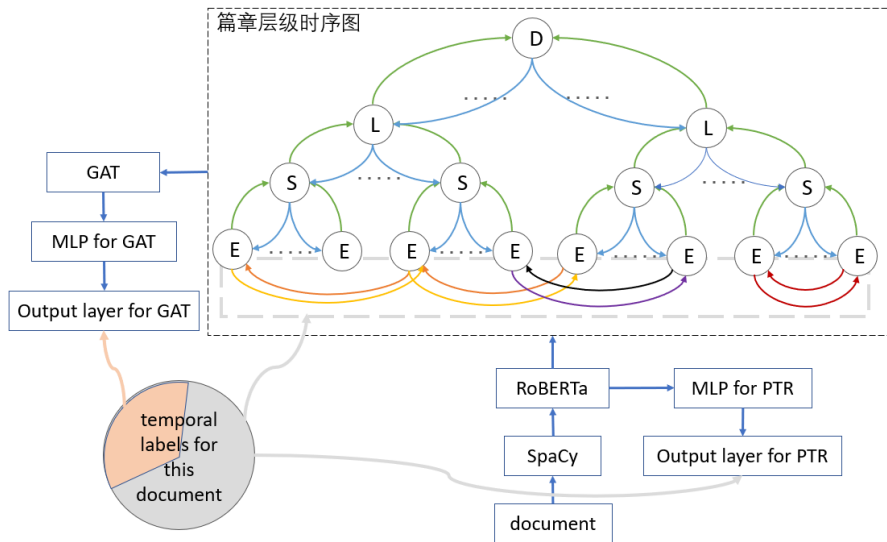 篇章层级时序图
D
.....
.....
L
L
GAT
.....
.....
S
S
S
S
MLP for GAT
E
.....
E
E
.....
E
E
.....
E
E
.....
E
Output layer for GAT
RoBERTa
MLP for PTR
temporal
labels for
this
document
SpaCy
Output layer for PTR
document